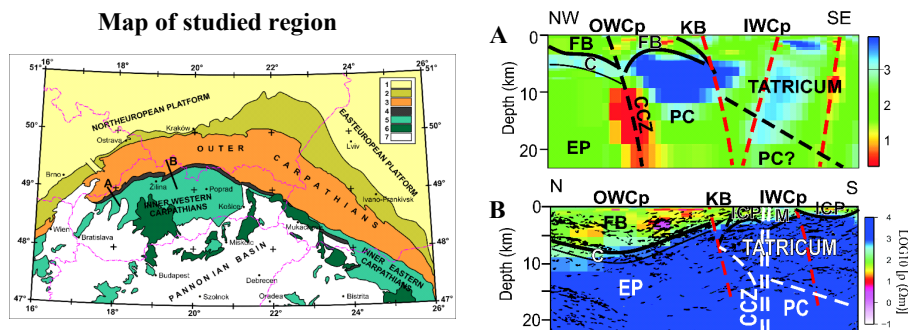 Map of studied region
51°
16°
18°
20°
22°
24°
26°
51°
1
2
3
4
5
6
7
NORTHEUROPEAN PLATFORM
EASTEUROPEAN PLATFORM
50°
50°
49°
49°
48°
48°
47°
47°
Kraków
Ostrava
Lviv
OUTER CARPATHIANS
Brno
A
B
Žilina
Poprad
INNER WESTERN
CARPATHIANS
Košice
Ivano-Frankivsk
Wien
Bratislava
Mukachevo
Miskolc
INNER EASTERN
CARPATHIANS
PANNONIAN BASIN
Budapest
Debrecen
Szolnok
Oradea
Bistrita
16°
18°
20°
22°
24°
26°
A
NW
OWCp
KB
IWCp
SE
0
10
20
Depth (km)
FB
FB
C
CCZ
PC
TATRICUM
EP
PC?
3
2
1
0
B
N
OWCp
KB
IWCp
S
0
5
10
15
20
Depth (km)
FB
C
ICP
M
ICP
TATRICUM
EP
CCZ
PC
4
3
2
1
0
-1
LOG[ρ (Ωm)]